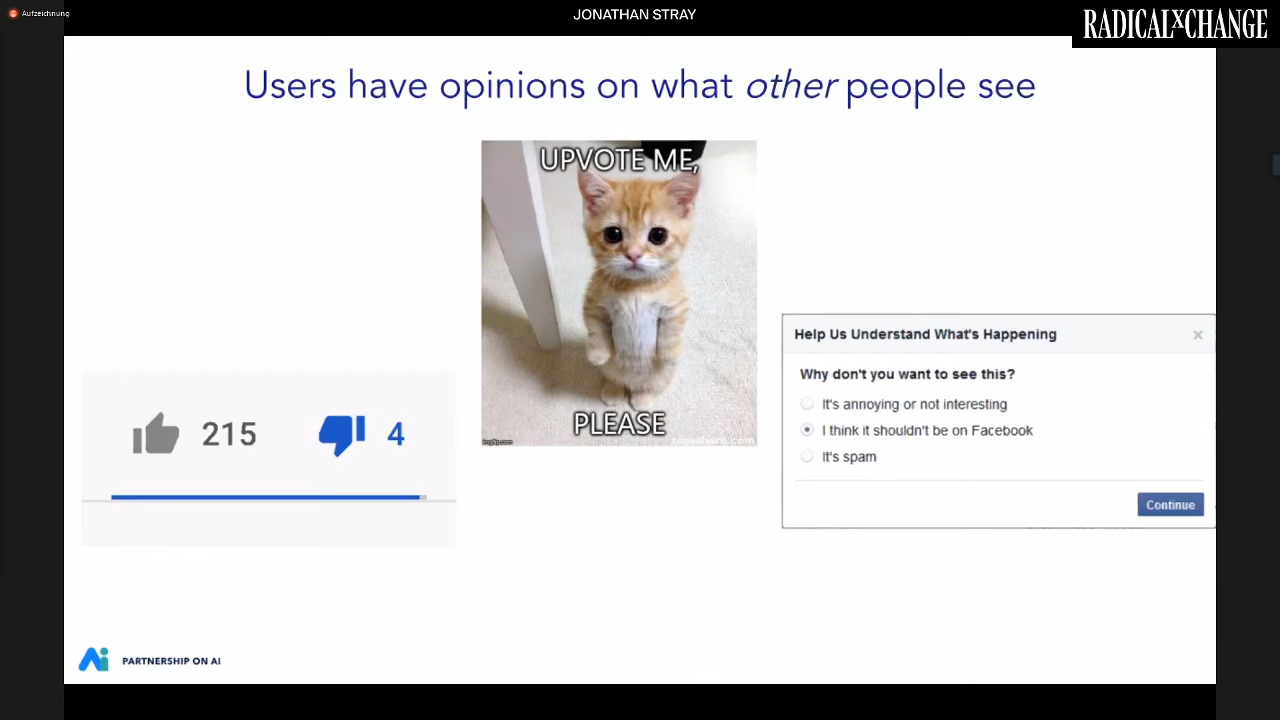 Aufzeichnung
JONATHAN STRAY
RADICALxCHANGE
Users have opinions on what other people see
UPVOTE ME,
PLEASE
imgflip.com
215
4
Help Us Understand What's Happening
Why don't you want to see this?
It's annoying or not interesting
I think it shouldn't be on Facebook
It's spam
Continue
PARTNERSHIP ON AI